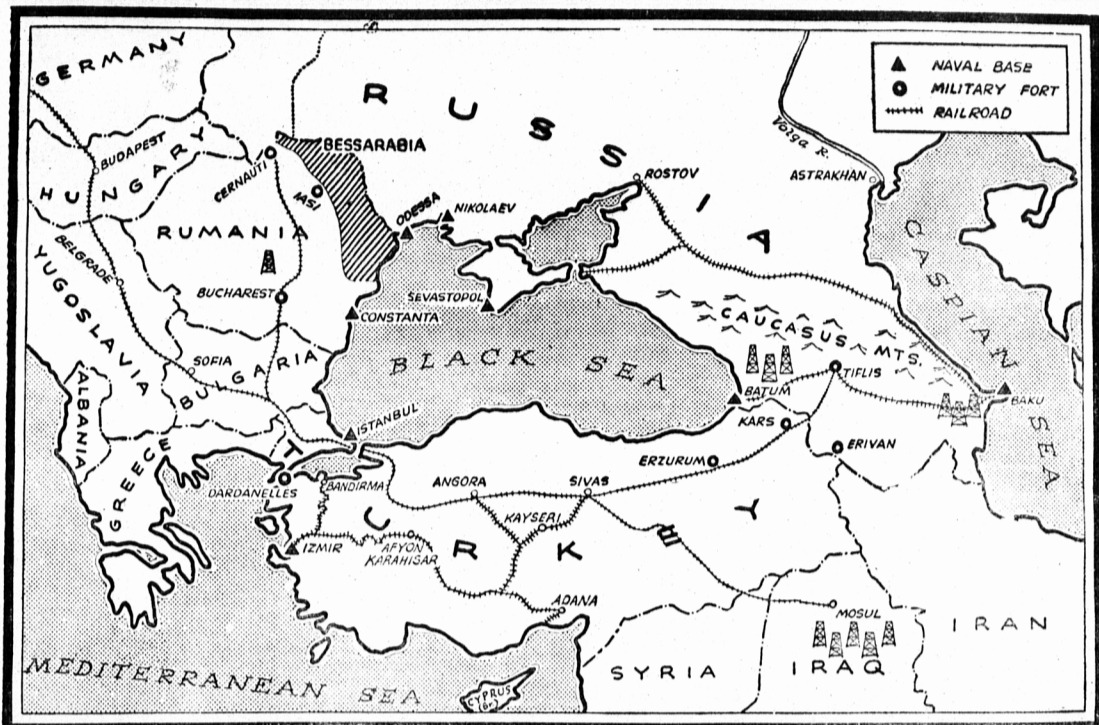 GERMANY
HUNGARY
BUDAPEST
CERNAUTI
IASI
BESSARABIA
RUSSIA
NAVAL BASE
MILITARY FORT
RAILROAD
Volga R.
ASTRAKHAN
ROSTOV
ODESSA
NIKOLAEV
RUMANIA
BUCHAREST
BELGRADE
YUGOSLAVIA
CONSTANTA
SEVASTOPOL
CAUCASUS MTS.
CASPIAN SEA
SOFIA
BULGARIA
BLACK SEA
TIFLIS
BATUM
BAKU
ALBANIA
GREECE
ISTANBUL
KARS
ERIVAN
ERZURUM
DARDANELLES
BANDIRMA
ANGORA
SIVAS
KAYSERI
TURKEY
IZMIR
AFYON
KARAHISAR
ADANA
MOSUL
SYRIA
IRAQ
IRAN
MEDITERRANEAN SEA
CYPRUS
(Br.)